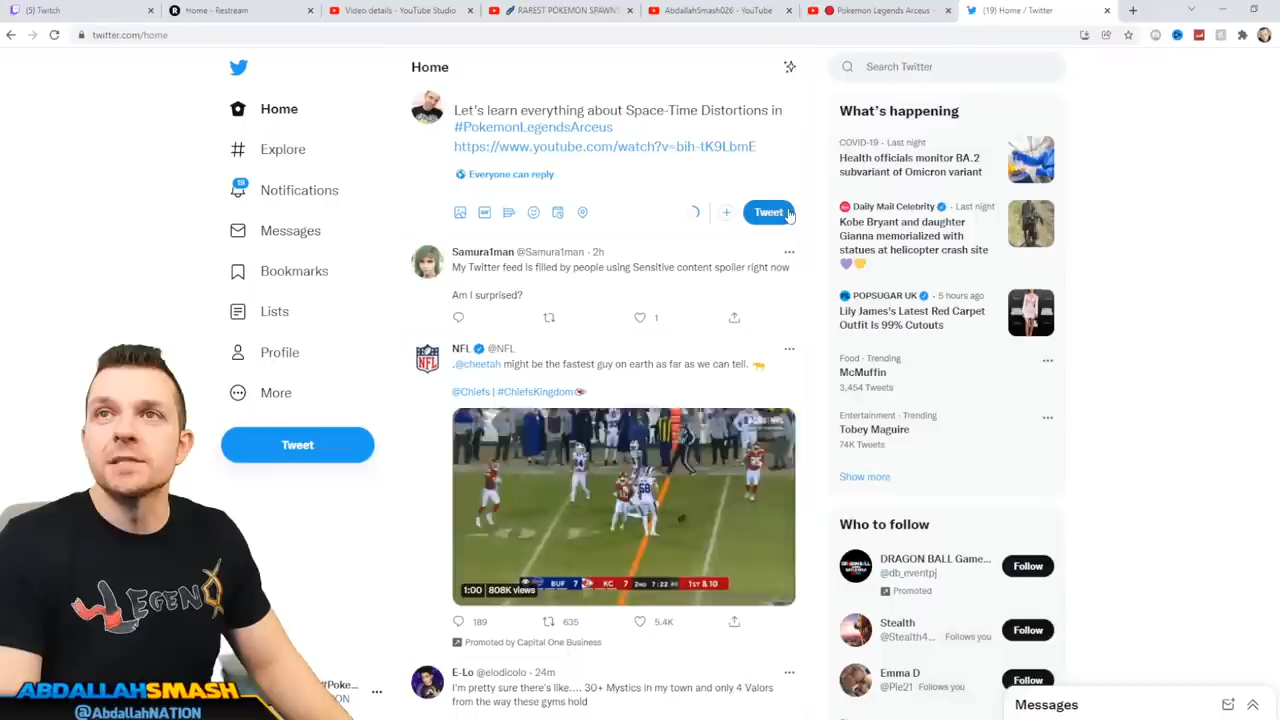 (5) Twitch
Home - Restream
Video details - YouTube Studio
RAREST POKEMON SPAWN
AbdallahSmash026 - YouTube
Pokemon Legends Arceus -
(19) Home / Twitter
twitter.com/home
Home
Explore
Notifications
Messages
Bookmarks
Lists
Profile
More
Tweet
Home
Let's learn everything about Space-Time Distortions in
#PokemonLegendsArceus
https://www.youtube.com/watch?v=bih-tK9LbmE
Everyone can reply
Tweet
Samura1man @Samura1man · 2h
My Twitter feed is filled by people using Sensitive content spoiler right now
Am I surprised?
1
NFL @NFL
.@cheetah might be the fastest guy on earth as far as we can tell.
@Chiefs | #ChiefsKingdom
BUF 7 KC 7 2ND 7:22 1ST & 10
1:00 808K views
189 635 5.4K
Promoted by Capital One Business
E-Lo @elodicolo · 24m
I'm pretty sure there's like.... 30+ Mystics in my town and only 4 Valors
from the way these gyms hold
Search Twitter
What's happening
COVID-19 · Last night
Health officials monitor BA.2
subvariant of Omicron variant
Daily Mail Celebrity · Last night
Kobe Bryant and daughter
Gianna memorialized with
statues at helicopter crash site
POPSUGAR UK · 5 hours ago
Lily James's Latest Red Carpet
Outfit Is 99% Cutouts
Food · Trending
McMuffin
3,454 Tweets
Entertainment · Trending
Tobey Maguire
74K Tweets
Show more
Who to follow
DRAGON BALL Game...
@db_eventpj
Promoted
Follow
Stealth
@Stealth4... Follows you
Follow
Emma D
@Pie21 Follows you
Follow
Messages
LEGEND
ABDALLAHSMASH
@AbdallahNATION
#Poke...